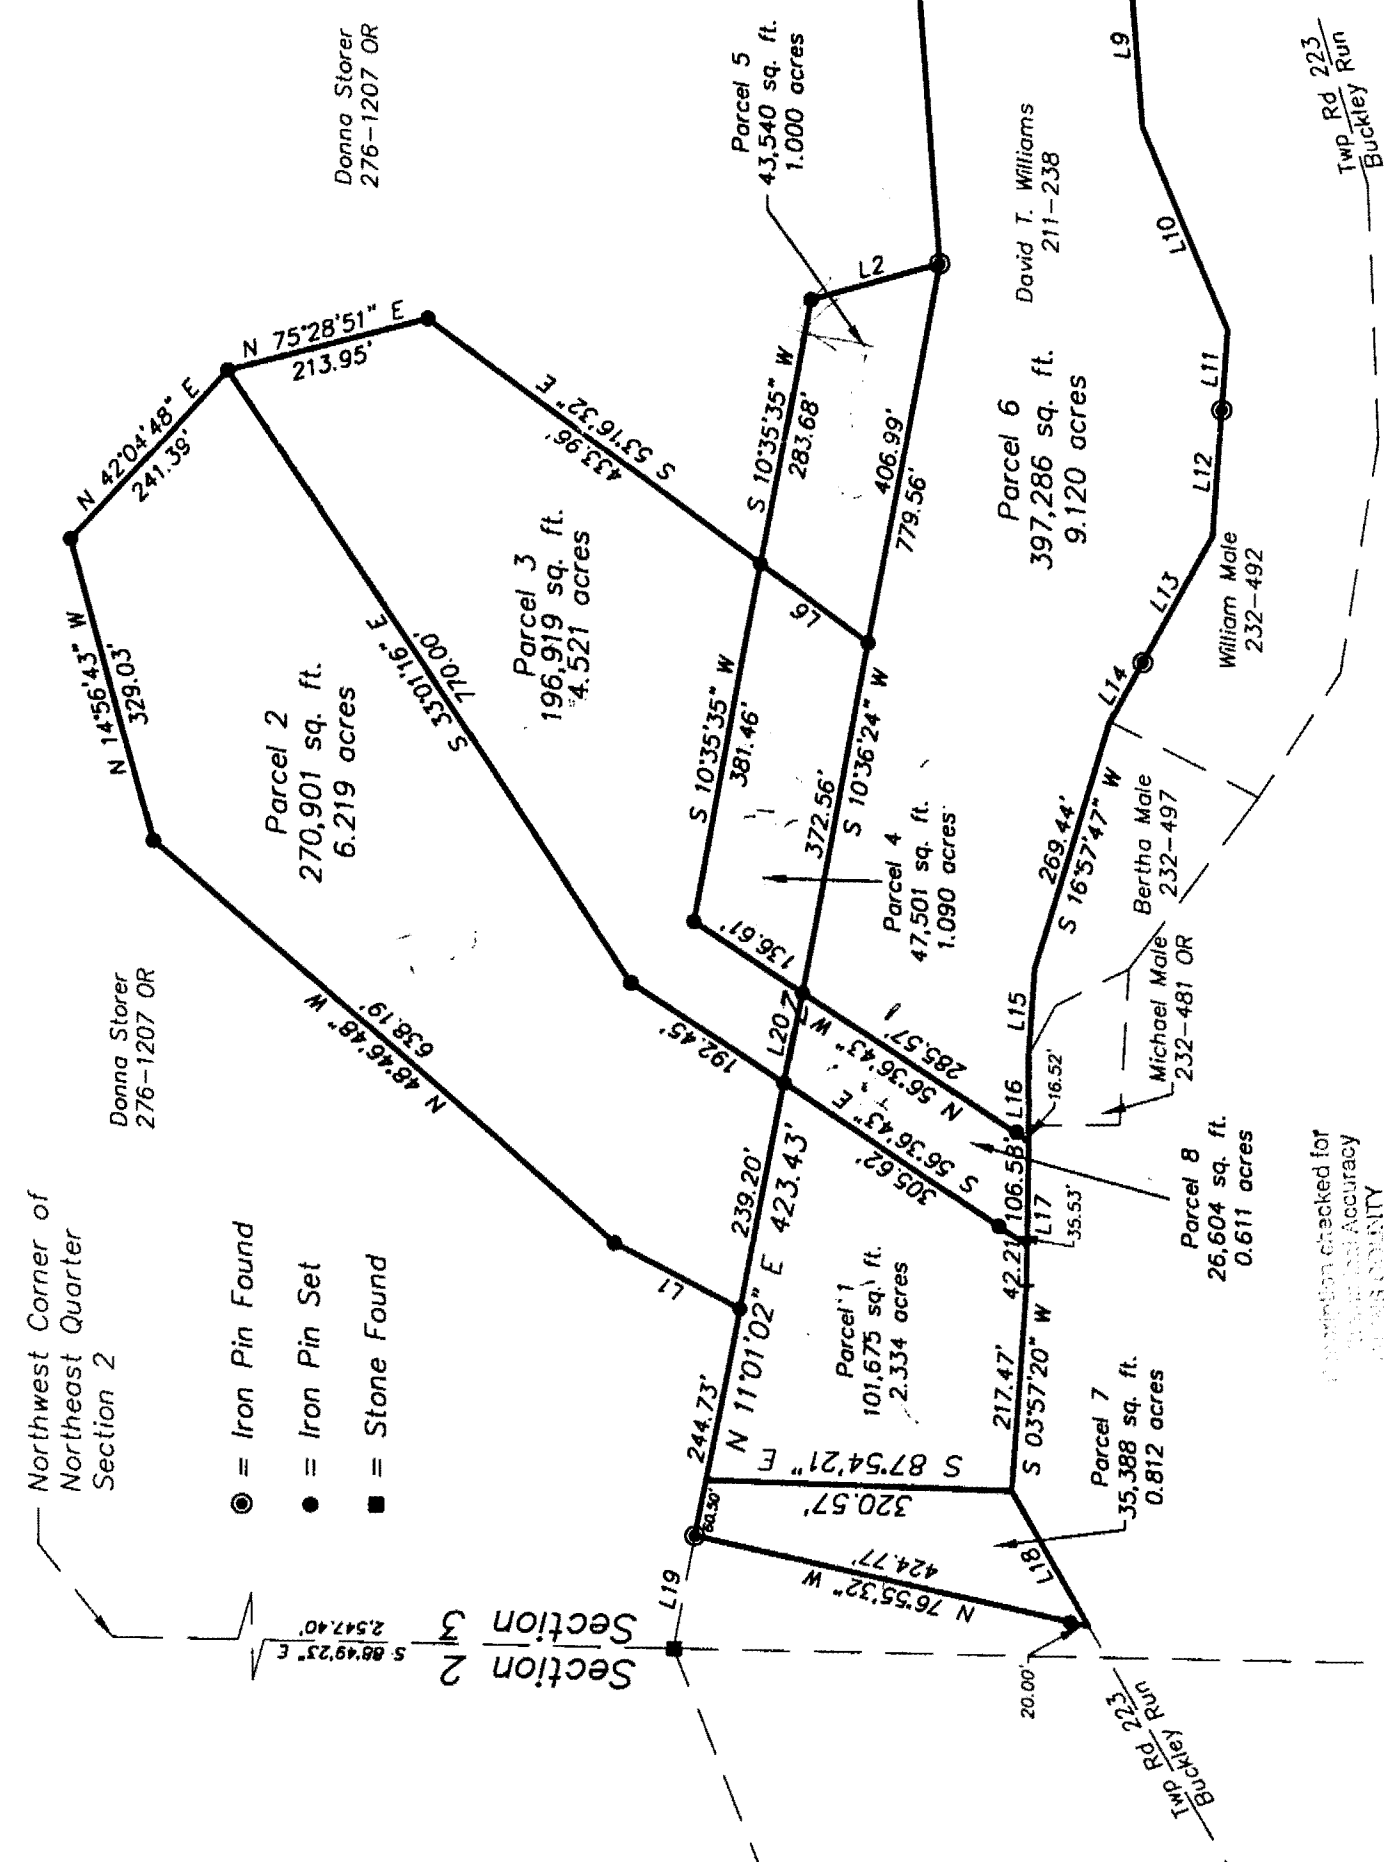 Northwest Corner of
Northeast Quarter
Section 2
= Iron Pin Found
= Iron Pin Set
= Stone Found
Donna Storer
276-1207 OR
Donna Storer
276-1207 OR
N 48°46'48" W
638.19'
N 14°56'43" W
329.03'
N 42°04'48" E
241.39'
N 75°28'51" E
213.95'
Parcel 2
270,901 sq. ft.
6.219 acres
S 33°01'16" E
770.00'
Parcel 3
196,919 sq. ft.
4.521 acres
S 53°16'32" E
433.96'
L1
192.45'
S 10°35'35" W
381.46'
S 10°35'35" W
283.68'
L2
L6
Parcel 5
43,540 sq. ft.
1.000 acres
406.99'
779.56'
372.56'
S 10°36'24" W
136.61'
Parcel 4
47,501 sq. ft.
1.090 acres
L20
L7
239.20'
244.73'
N 11°01'02" E 423.43'
60.50'
L19
S 88°49'23" E
2,547.40'
Section 3
Section 2
Parcel 1
101,675 sq. ft.
2.334 acres
305.62'
S 56°36'43" E
N 56°36'43" W
285.57'
S 87°54'21" E
320.57'
N 76°55'32" W
424.77'
20.00'
L18
Parcel 7
35,388 sq. ft.
0.812 acres
217.47'
S 03°57'20" W
42.21'
L17
35.53'
106.58'
16.52'
L16
L15
Parcel 8
26,604 sq. ft.
0.611 acres
Michael Male
232-481 OR
Bertha Male
232-497
269.44'
S 16°57'47" W
L14
L13
William Male
232-492
L12
L11
L10
L9
Parcel 6
397,286 sq. ft.
9.120 acres
David T. Williams
211-238
Twp Rd 223
Buckley Run
Twp Rd 223
Buckley Run
checked for
Accuracy
COUNTY